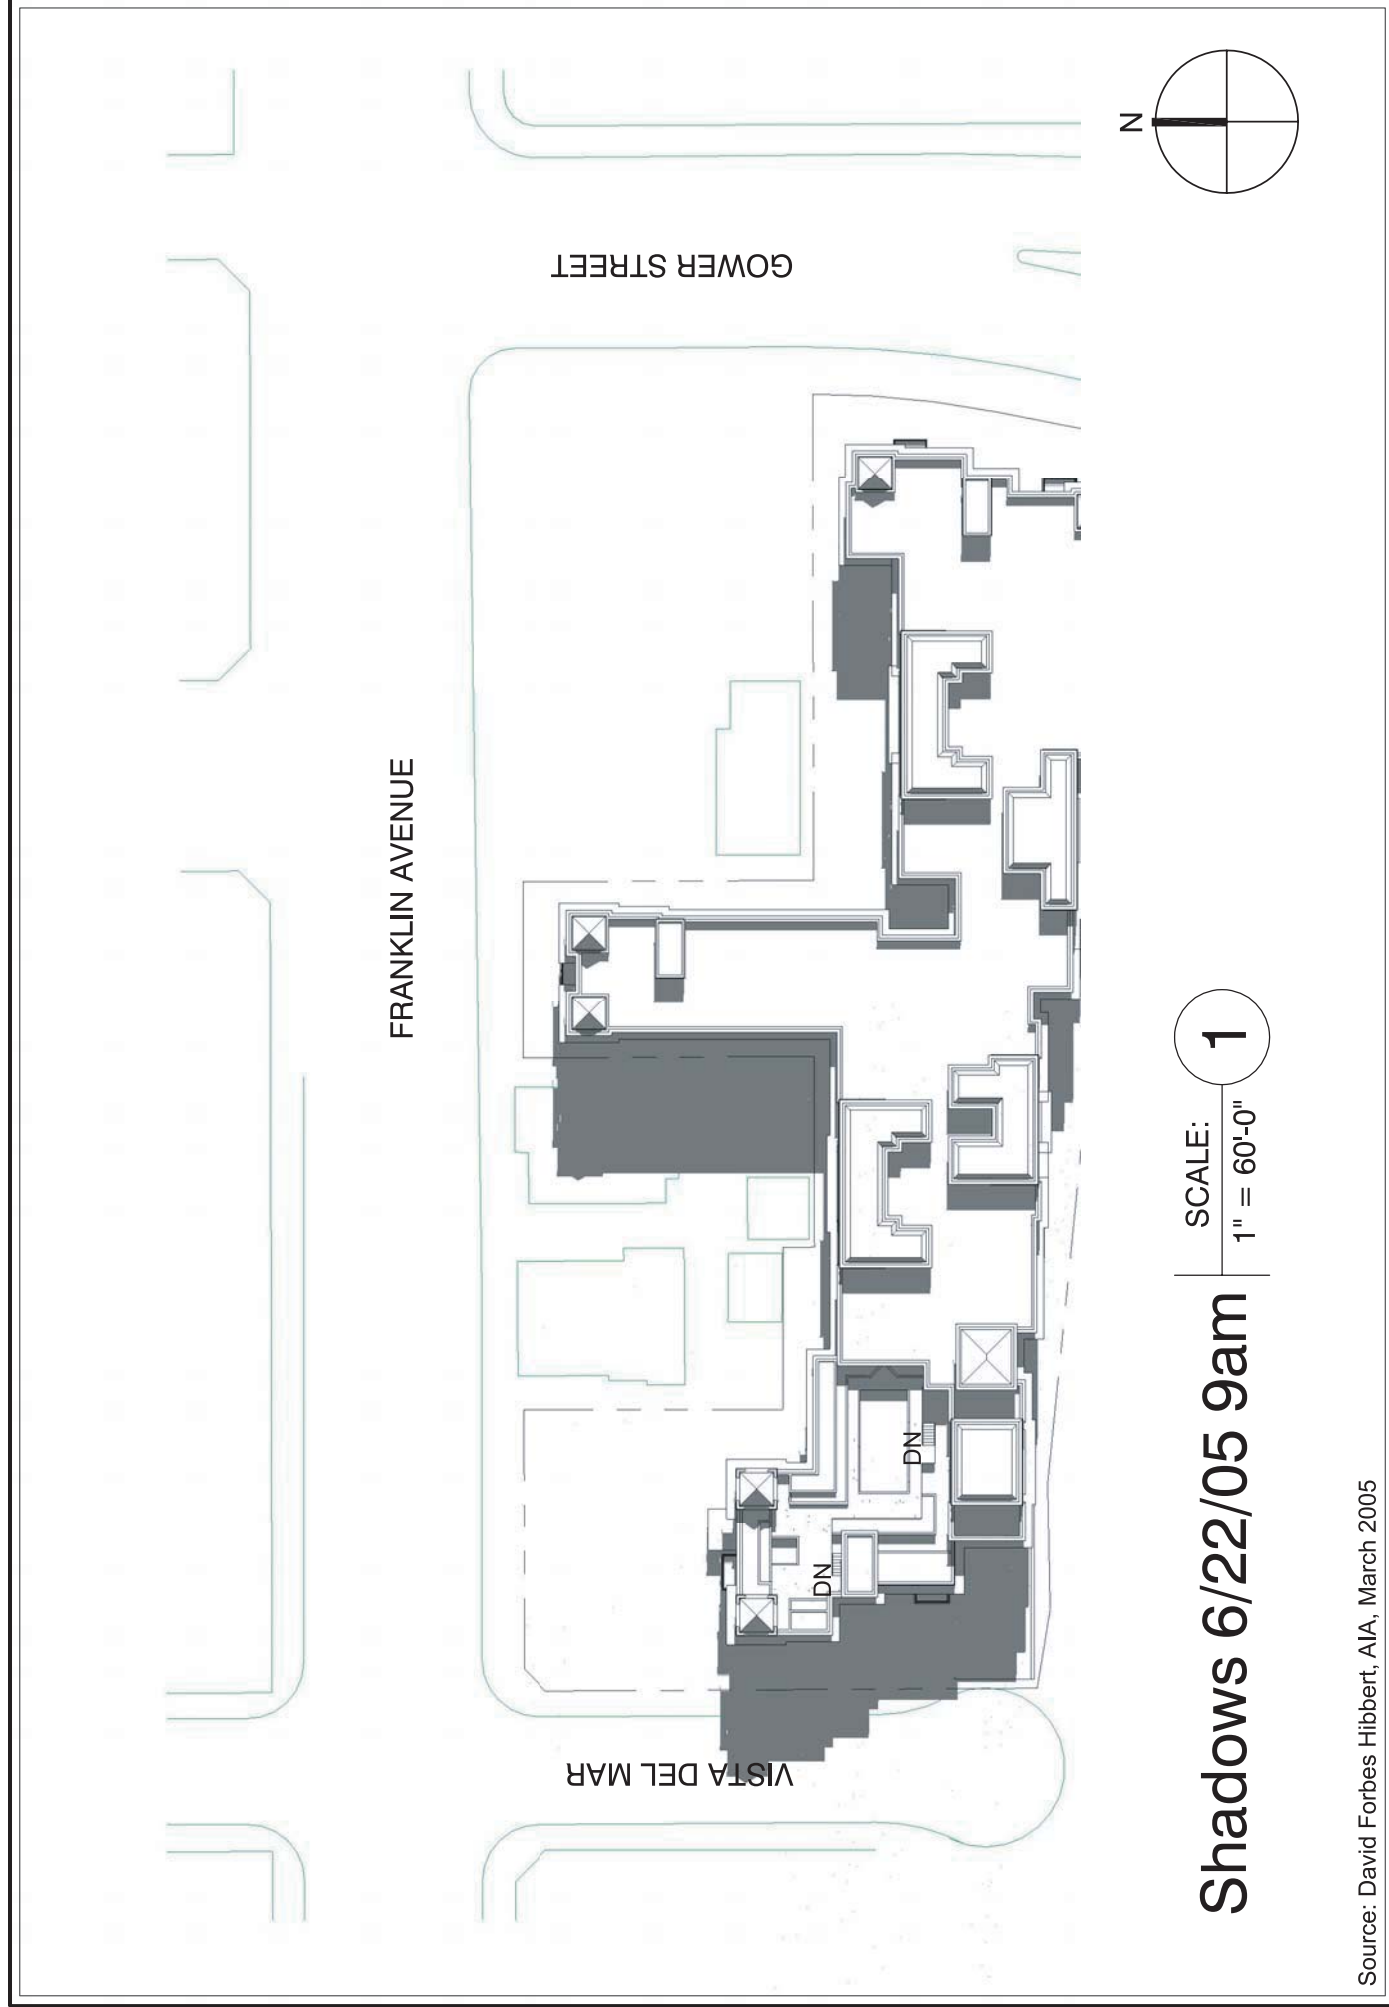 N
GOWER STREET
FRANKLIN AVENUE
VISTA DEL MAR
DN
DN
Shadows 6/22/05 9am
SCALE:
1" = 60'-0"
1
Source: David Forbes Hibbert, AIA, March 2005